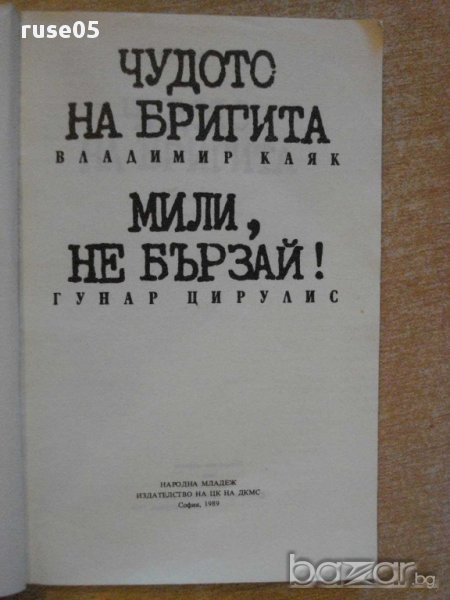 ruse05
ЧУДОТО
НА БРИГИТА
ВЛАДИМИР КАЯК
МИЛИ,
НЕ БЪРЗАЙ!
ГУНАР ЦИРУЛИС
НАРОДНА МЛАДЕЖ
ИЗДАТЕЛСТВО НА ЦК НА ДКМС
София, 1989
bazar.bg